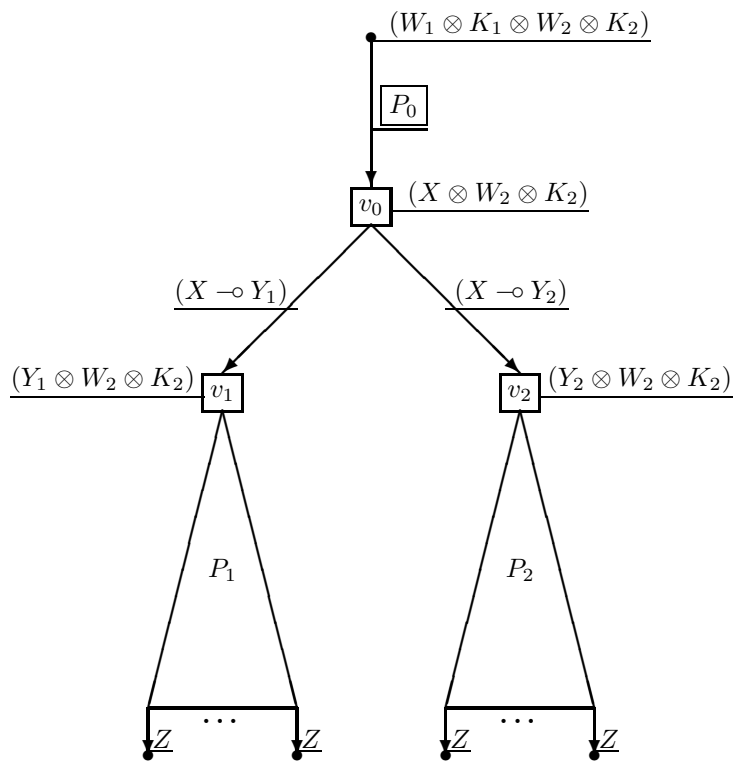 (W₁ ⊗ K₁ ⊗ W₂ ⊗ K₂)
P₀
v₀ (X ⊗ W₂ ⊗ K₂)
(X ⊸ Y₁) (X ⊸ Y₂)
(Y₁ ⊗ W₂ ⊗ K₂) v₁ v₂ (Y₂ ⊗ W₂ ⊗ K₂)
P₁ P₂
... ...
Z Z Z Z